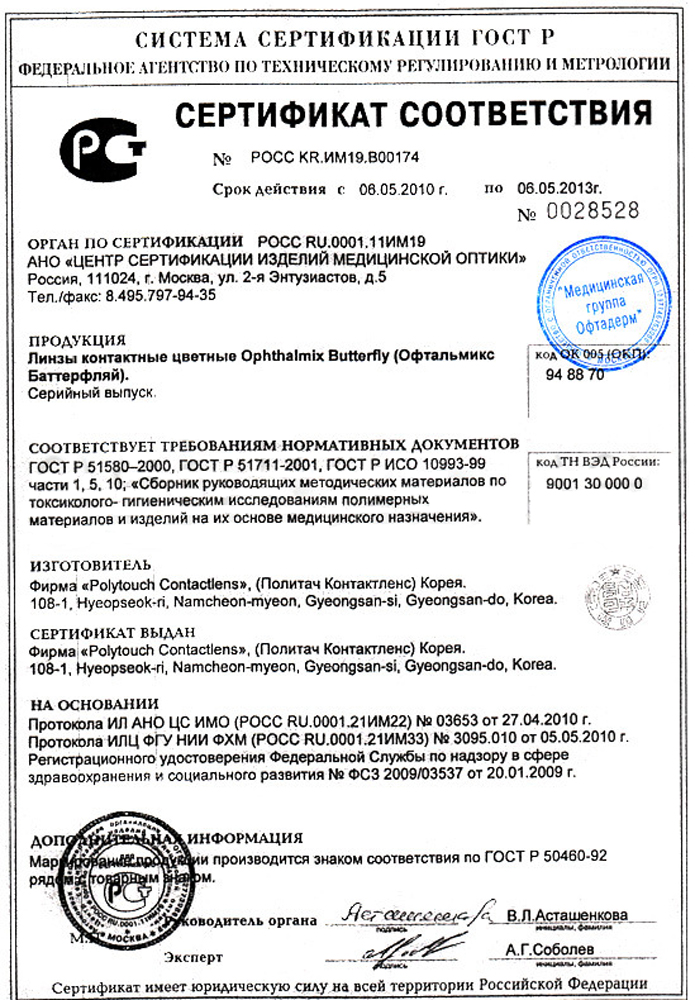 СИСТЕМА СЕРТИФИКАЦИИ ГОСТ Р
ФЕДЕРАЛЬНОЕ АГЕНТСТВО ПО ТЕХНИЧЕСКОМУ РЕГУЛИРОВАНИЮ И МЕТРОЛОГИИ
РСТ
СЕРТИФИКАТ СООТВЕТСТВИЯ
№ РОСС KR.ИМ19.В00174
Срок действия с 06.05.2010 г. по 06.05.2013г.
№ 0028528
ОРГАН ПО СЕРТИФИКАЦИИ РОСС RU.0001.11ИМ19
АНО «ЦЕНТР СЕРТИФИКАЦИИ ИЗДЕЛИЙ МЕДИЦИНСКОЙ ОПТИКИ»
Россия, 111024, г. Москва, ул. 2-я Энтузиастов, д.5
Тел./факс: 8.495.797-94-35
"Медицинская
группа
Офтадерм"
МОСКВА
ПРОДУКЦИЯ
Линзы контактные цветные Ophthalmix Butterfly (Офтальмикс
Баттерфляй).
Серийный выпуск.
код ОК 005 (ОКП):
94 88 70
СООТВЕТСТВУЕТ ТРЕБОВАНИЯМ НОРМАТИВНЫХ ДОКУМЕНТОВ
ГОСТ Р 51580–2000, ГОСТ Р 51711-2001, ГОСТ Р ИСО 10993-99
части 1, 5, 10; «Сборник руководящих методических материалов по
токсиколого- гигиеническим исследованиям полимерных
материалов и изделий на их основе медицинского назначения».
код ТН ВЭД России:
9001 30 000 0
ИЗГОТОВИТЕЛЬ
Фирма «Polytouch Contactlens», (Политач Контактленс) Корея.
108-1, Hyeopseok-ri, Namcheon-myeon, Gyeongsan-si, Gyeongsan-do, Korea.
СЕРТИФИКАТ ВЫДАН
Фирма «Polytouch Contactlens», (Политач Контактленс) Корея.
108-1, Hyeopseok-ri, Namcheon-myeon, Gyeongsan-si, Gyeongsan-do, Korea.
НА ОСНОВАНИИ
Протокола ИЛ АНО ЦС ИМО (РОСС RU.0001.21ИМ22) № 03653 от 27.04.2010 г.
Протокола ИЛЦ ФГУ НИИ ФХМ (РОСС RU.0001.21ИМ33) № 3095.010 от 05.05.2010 г.
Регистрационного удостоверения Федеральной Службы по надзору в сфере
здравоохранения и социального развития № ФСЗ 2009/03537 от 20.01.2009 г.
ДОПОЛНИТЕЛЬНАЯ ИНФОРМАЦИЯ
Маркирование продукции производится знаком соответствия по ГОСТ Р 50460-92
рядом с товарным знаком.
РОСС RU.0001.11ИМ19
МОСКВА
Руководитель органа
подпись
В.Л.Асташенкова
инициалы, фамилия
Эксперт
подпись
А.Г.Соболев
инициалы, фамилия
Сертификат имеет юридическую силу на всей территории Российской Федерации